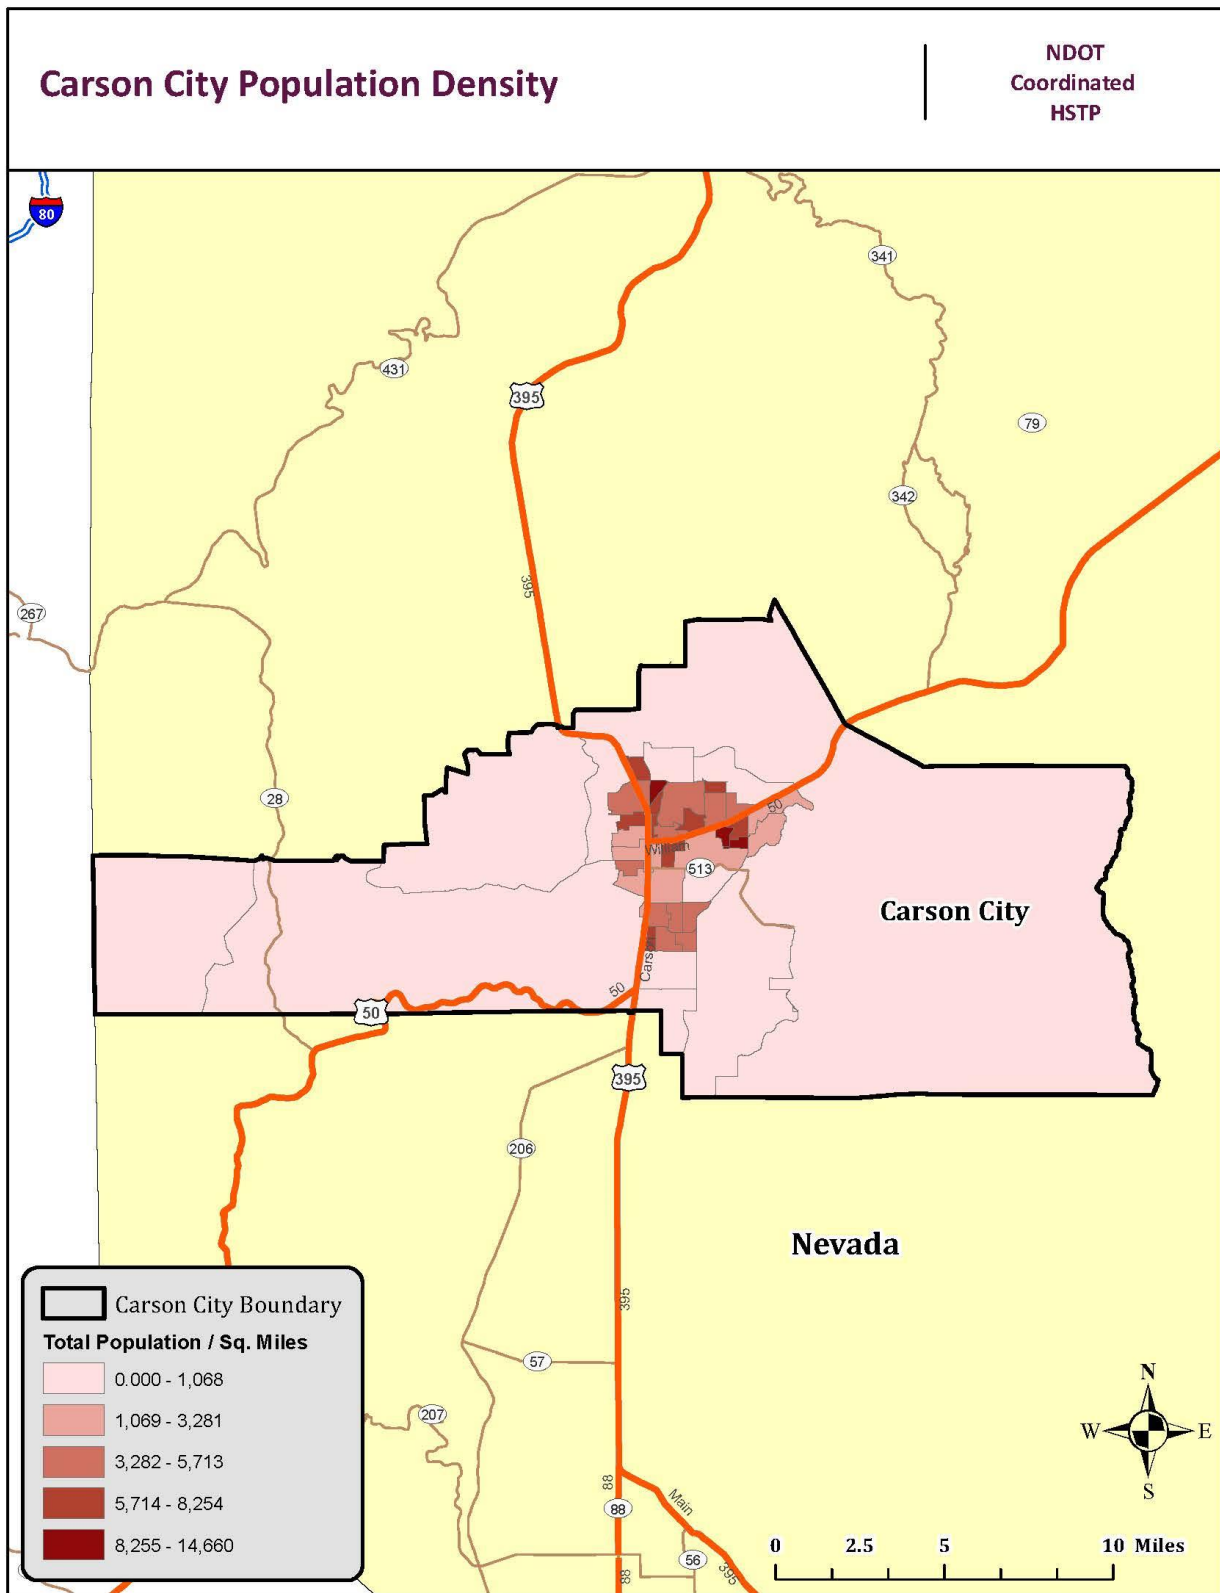 Carson City Population Density
NDOT
Coordinated
HSTP
80
341
431
395
79
342
395
267
28
50
William
513
Carson City
Carson
50
50
395
206
Nevada
395
57
207
88
88
Main
56
88
395
Carson City Boundary
Total Population / Sq. Miles
0.000 - 1,068
1,069 - 3,281
3,282 - 5,713
5,714 - 8,254
8,255 - 14,660
N
W E
S
0 2.5 5 10 Miles